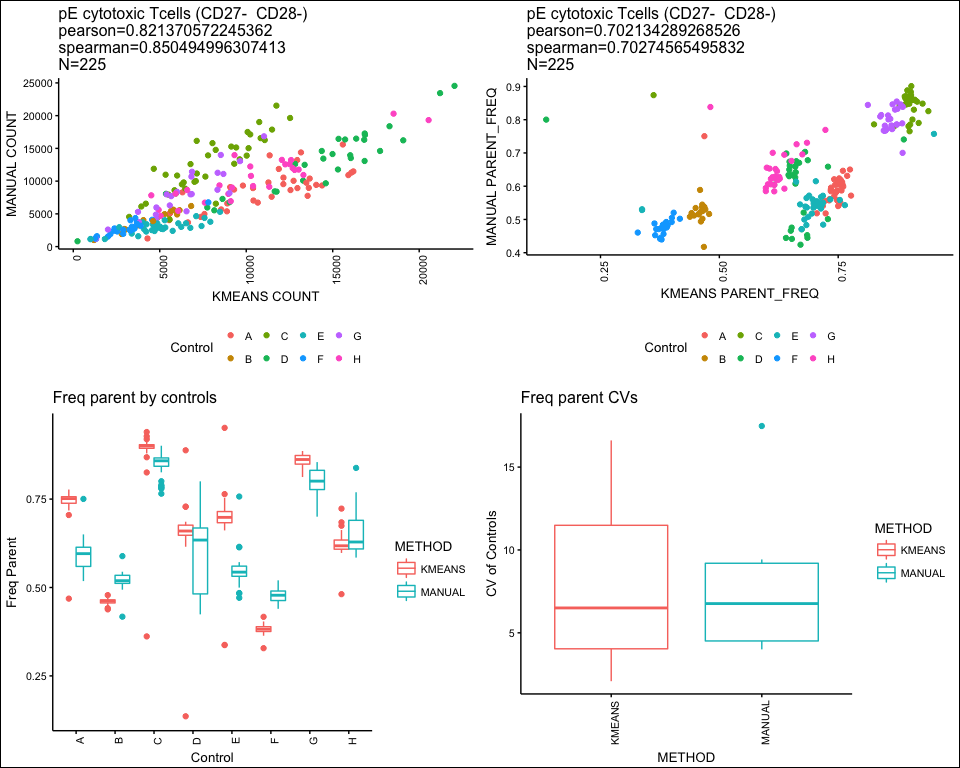 pE cytotoxic Tcells (CD27-  CD28-)
pearson=0.821370572245362
spearman=0.850494996307413
N=225
MANUAL COUNT
25000
20000
15000
10000
5000
0
0
50000
100000
150000
200000
KMEANS COUNT
Control
A
C
E
G
B
D
F
H
pE cytotoxic Tcells (CD27-  CD28-)
pearson=0.702134289268526
spearman=0.70274565495832
N=225
MANUAL PARENT_FREQ
0.9
0.8
0.7
0.6
0.5
0.4
0.25
0.50
0.75
KMEANS PARENT_FREQ
Control
A
C
E
G
B
D
F
H
Freq parent by controls
Freq Parent
0.75
0.50
0.25
A
B
C
D
E
F
G
H
Control
METHOD
KMEANS
MANUAL
Freq parent CVs
CV of Controls
15
10
5
KMEANS
MANUAL
METHOD
METHOD
KMEANS
MANUAL